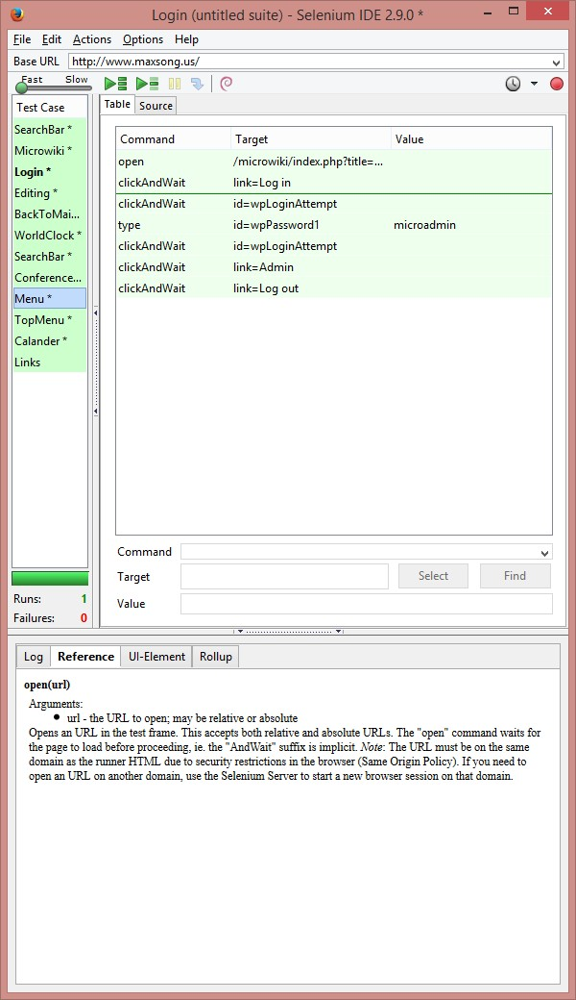 Login (untitled suite) - Selenium IDE 2.9.0 *
File Edit Actions Options Help
Base URL http://www.maxsong.us/
Fast Slow
Test Case
SearchBar *
Microwiki *
Login *
Editing *
BackToMai...
WorldClock *
SearchBar *
Conference...
Menu *
TopMenu *
Calander *
Links
Runs: 1
Failures: 0
Table Source
Command Target Value
open /microwiki/index.php?title=...
clickAndWait link=Log in
clickAndWait id=wpLoginAttempt
type id=wpPassword1 microadmin
clickAndWait id=wpLoginAttempt
clickAndWait link=Admin
clickAndWait link=Log out
Command
Target Select Find
Value
Log Reference UI-Element Rollup
open(url)
Arguments:
• url - the URL to open; may be relative or absolute
Opens an URL in the test frame. This accepts both relative and absolute URLs. The "open" command waits for
the page to load before proceeding, ie. the "AndWait" suffix is implicit. Note: The URL must be on the same
domain as the runner HTML due to security restrictions in the browser (Same Origin Policy). If you need to
open an URL on another domain, use the Selenium Server to start a new browser session on that domain.